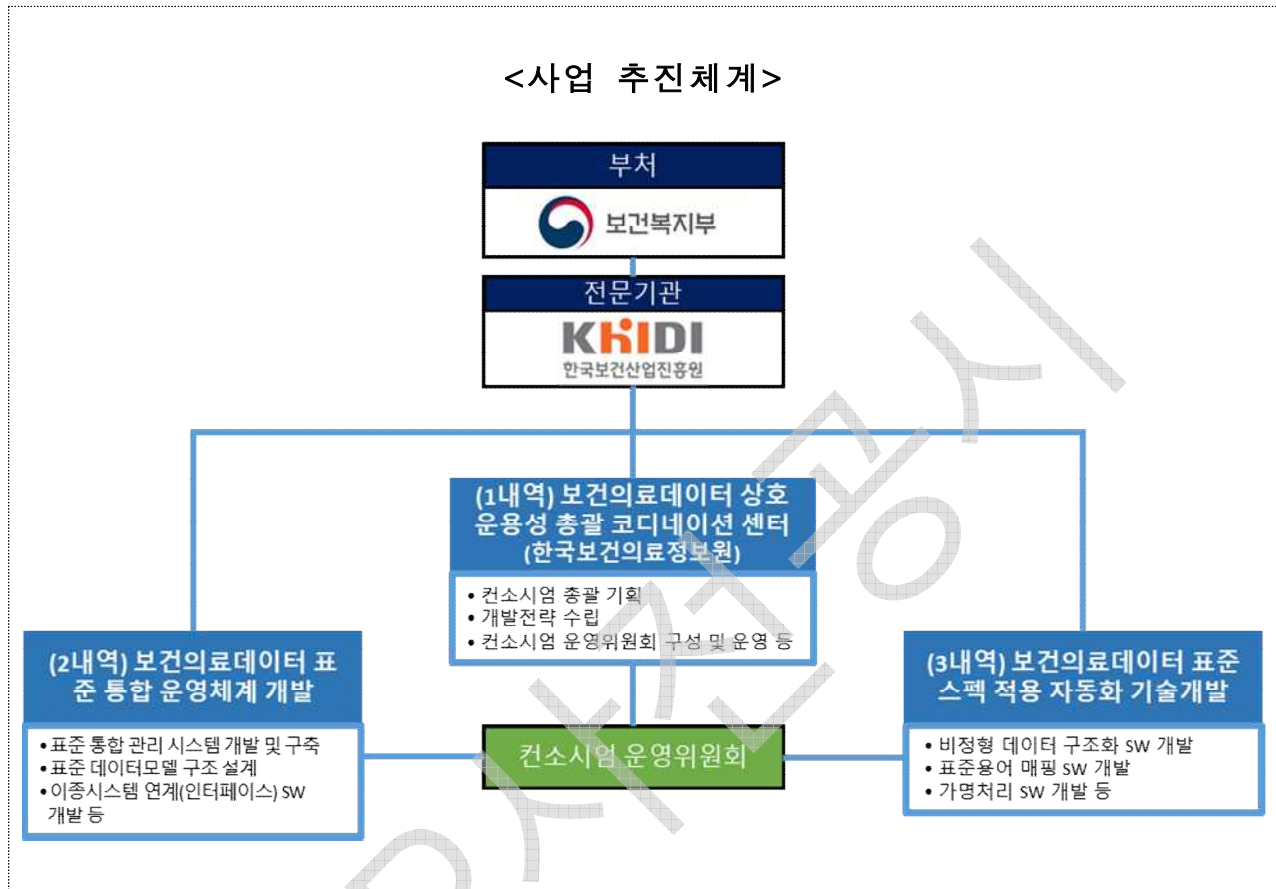 <사업 추진체계>
부처
보건복지부
전문기관
KHIDI
한국보건산업진흥원
(1내역) 보건의료데이터 상호
운용성 총괄 코디네이션 센터
(한국보건의료정보원)
• 컨소시엄 총괄 기획
• 개발전략 수립
• 컨소시엄 운영위원회 구성 및 운영 등
(2내역) 보건의료데이터 표
준 통합 운영체계 개발
• 표준 통합 관리 시스템 개발 및 구축
• 표준 데이터모델 구조 설계
• 이종시스템 연계(인터페이스) SW
개발 등
컨소시엄 운영위원회
(3내역) 보건의료데이터 표준
스펙 적용 자동화 기술개발
• 비정형 데이터 구조화 SW 개발
• 표준용어 매핑 SW 개발
• 가명처리 SW 개발 등
사전공시